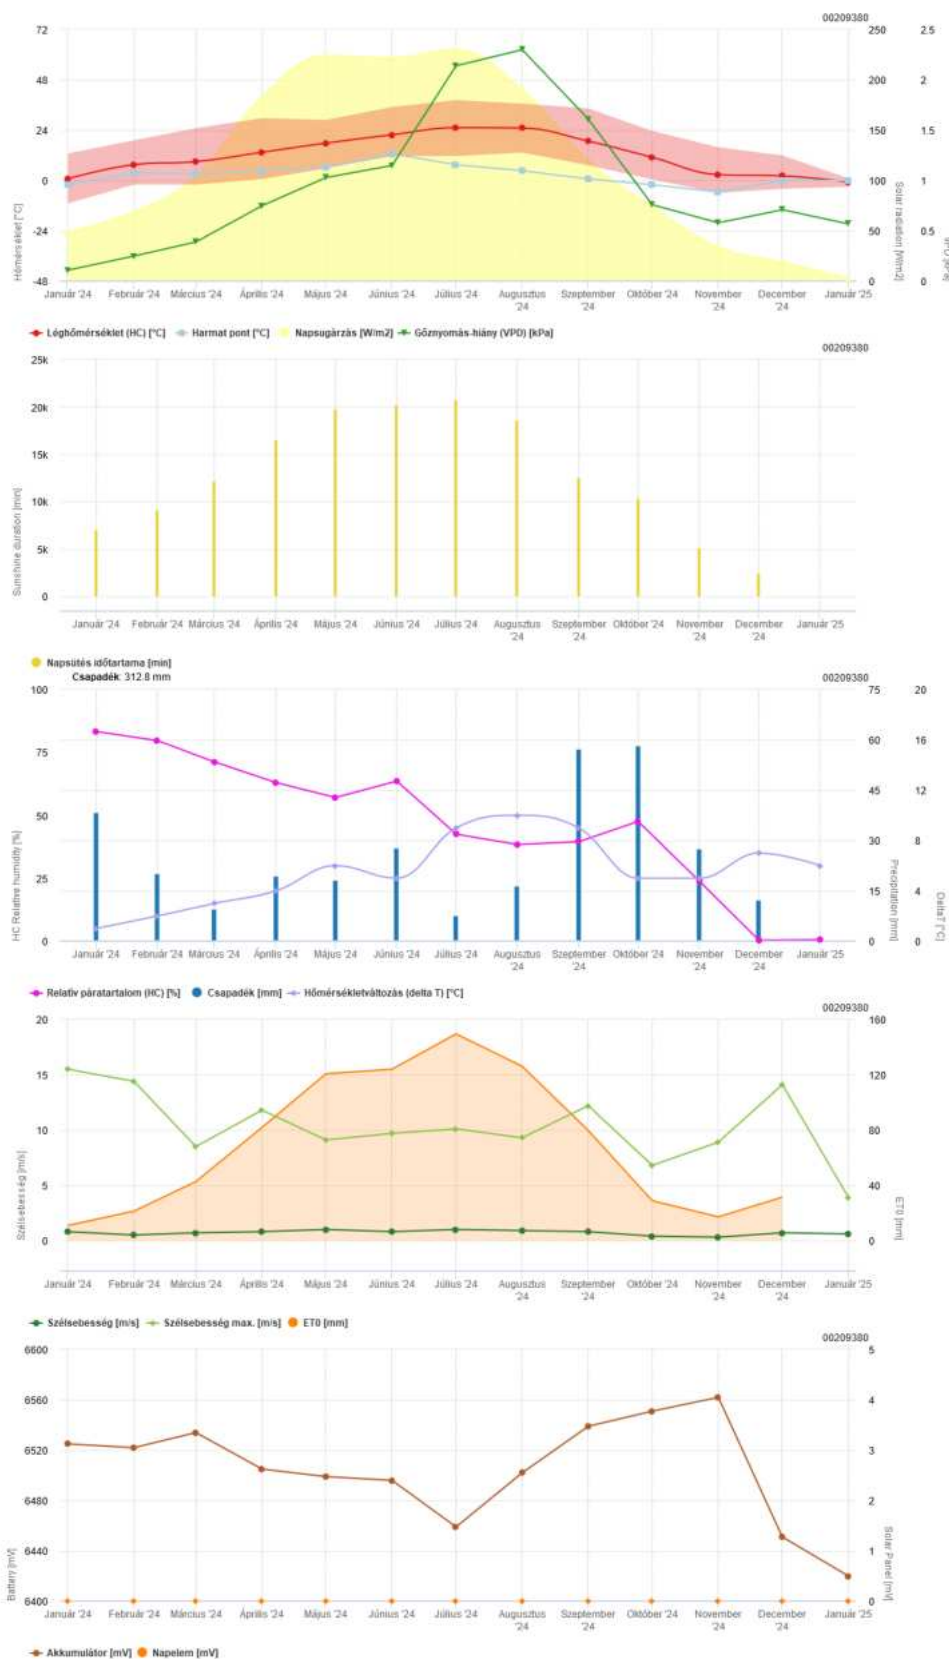 00209380
72 250 2.5
48 200 2
24 150 1.5
0 100 1
-24 50 0.5
-48 0 0
Hőmérséklet [°C]
Solar radiation [W/m2]
Január '24 Február '24 Március '24 Április '24 Május '24 Június '24 Július '24 Augusztus '24 Szeptember '24 Október '24 November '24 December '24 Január '25
Léghőmérséklet (HC) [°C] Harmat pont [°C] Napsugárzás [W/m2] Gőznyomás-hiány (VPD) [kPa]
00209380
25k
20k
15k
10k
5k
0
Sunshine duration [min]
Január '24 Február '24 Március '24 Április '24 Május '24 Június '24 Július '24 Augusztus '24 Szeptember '24 Október '24 November '24 December '24 Január '25
Napsütés időtartama [min]
Csapadék: 312.8 mm
00209380
100 75 20
75 60 16
45 12
50 30 8
25 15 4
0 0 0
HC Relative humidity [%]
Precipitation [mm]
DeltaT [°C]
Január '24 Február '24 Március '24 Április '24 Május '24 Június '24 Július '24 Augusztus '24 Szeptember '24 Október '24 November '24 December '24 Január '25
Relatív páratartalom (HC) [%] Csapadék [mm] Hőmérsékletváltozás (delta T) [°C]
00209380
20 160
15 120
10 80
5 40
0 0
Szélsebesség [m/s]
ET0 [mm]
Január '24 Február '24 Március '24 Április '24 Május '24 Június '24 Július '24 Augusztus '24 Szeptember '24 Október '24 November '24 December '24 Január '25
Szélsebesség [m/s] Szélsebesség max. [m/s] ET0 [mm]
00209380
6600 5
6560 4
6520 3
6480 2
6440 1
6400 0
Battery [mV]
Solar Panel [mV]
Január '24 Február '24 Március '24 Április '24 Május '24 Június '24 Július '24 Augusztus '24 Szeptember '24 Október '24 November '24 December '24 Január '25
Akkumulátor [mV] Napelem [mV]